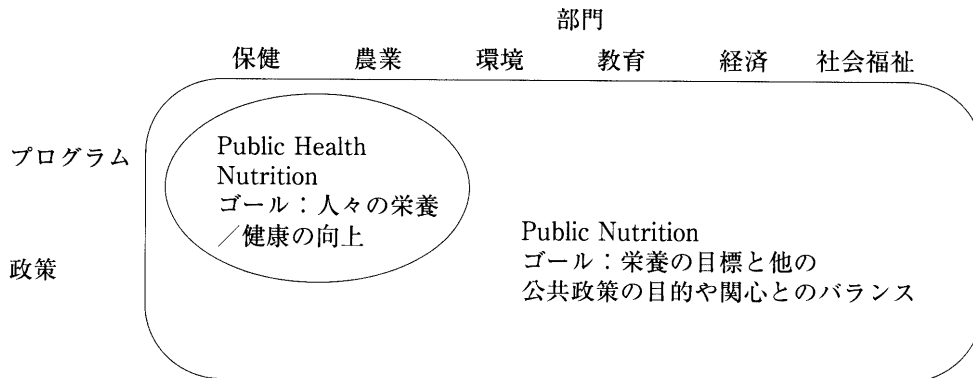 部門
保健 農業 環境 教育 経済 社会福祉
プログラム
Public Health
Nutrition
ゴール：人々の栄養
／健康の向上
政策
Public Nutrition
ゴール：栄養の目標と他の
公共政策の目的や関心とのバランス